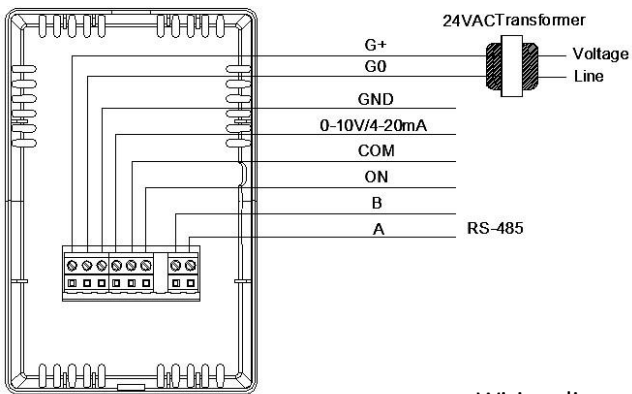 24VACTransformer
G+
Voltage
G0
Line
GND
0-10V/4-20mA
COM
ON
B
A
RS-485